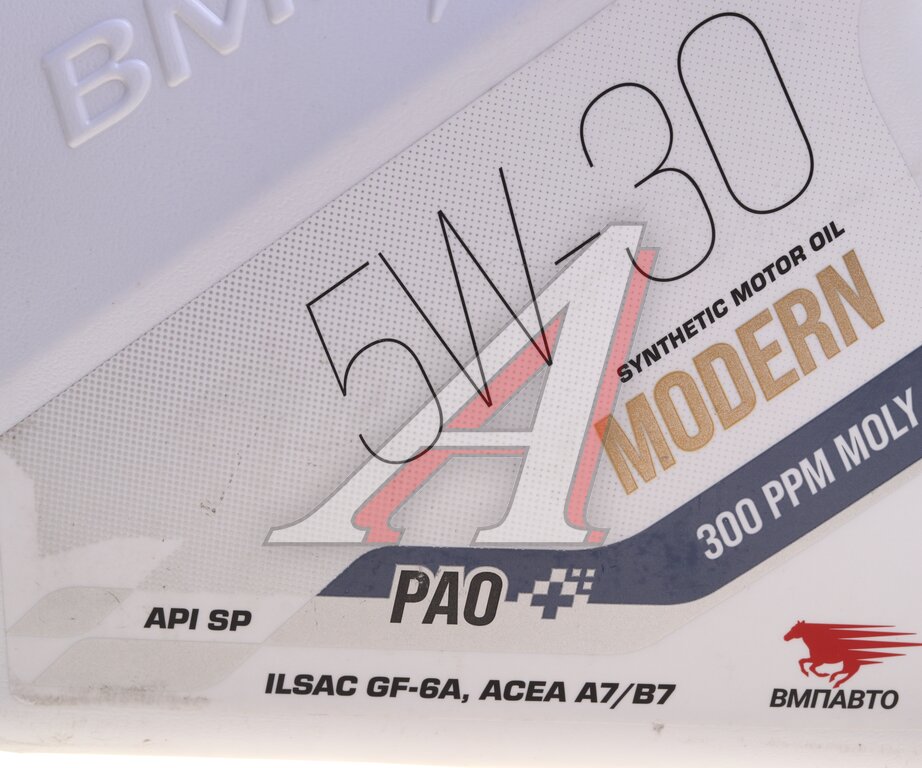 5W-30
SYNTHETIC MOTOR OIL
MODERN
300 PPM MOLY
PAO
API SP
ILSAC GF-6A, ACEA A7/B7
ВМПАВТО